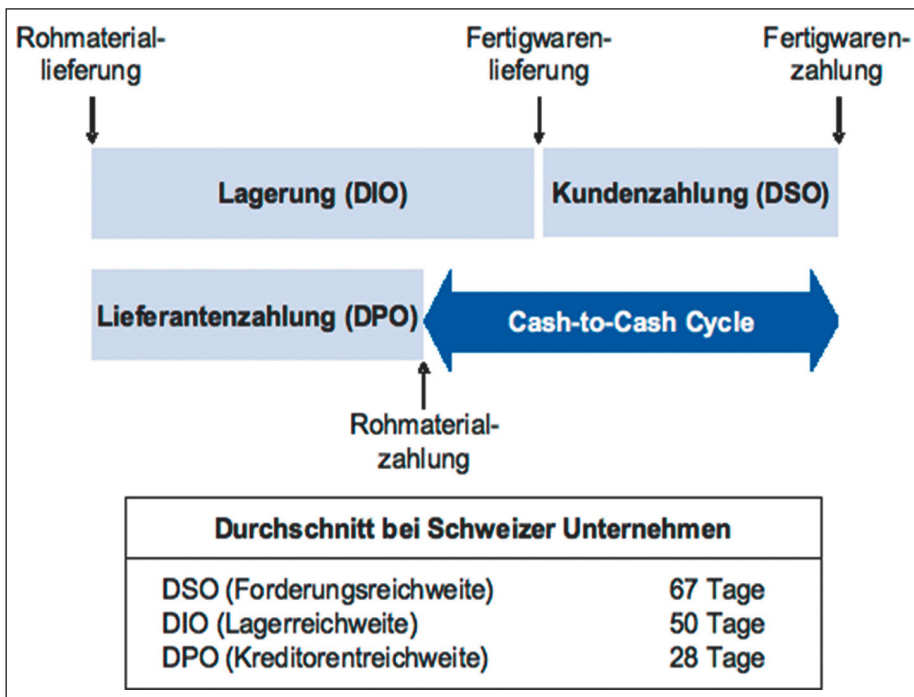 Rohmaterial-
lieferung
Fertigwaren-
lieferung
Fertigwaren-
zahlung
Lagerung (DIO)
Kundenzahlung (DSO)
Lieferantenzahlung (DPO)
Cash-to-Cash Cycle
Rohmaterial-
zahlung
Durchschnitt bei Schweizer Unternehmen
DSO (Forderungsreichweite) 67 Tage
DIO (Lagerreichweite) 50 Tage
DPO (Kreditorentreichweite) 28 Tage